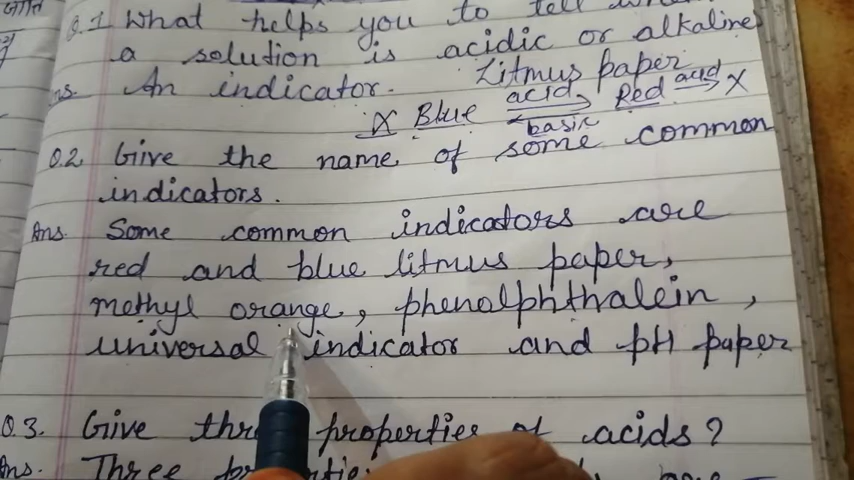 Q.1 What helps you to tell
a solution is acidic or alkaline
Ans. An indicator. Litmus paper
X Blue acid Red acid X
basic
Q.2 Give the name of some common
indicators.
Ans. Some common indicators are
red and blue litmus paper,
methyl orange, phenolphthalein,
universal indicator and pH paper
Q.3. Give properties of acids?
Ans. Three